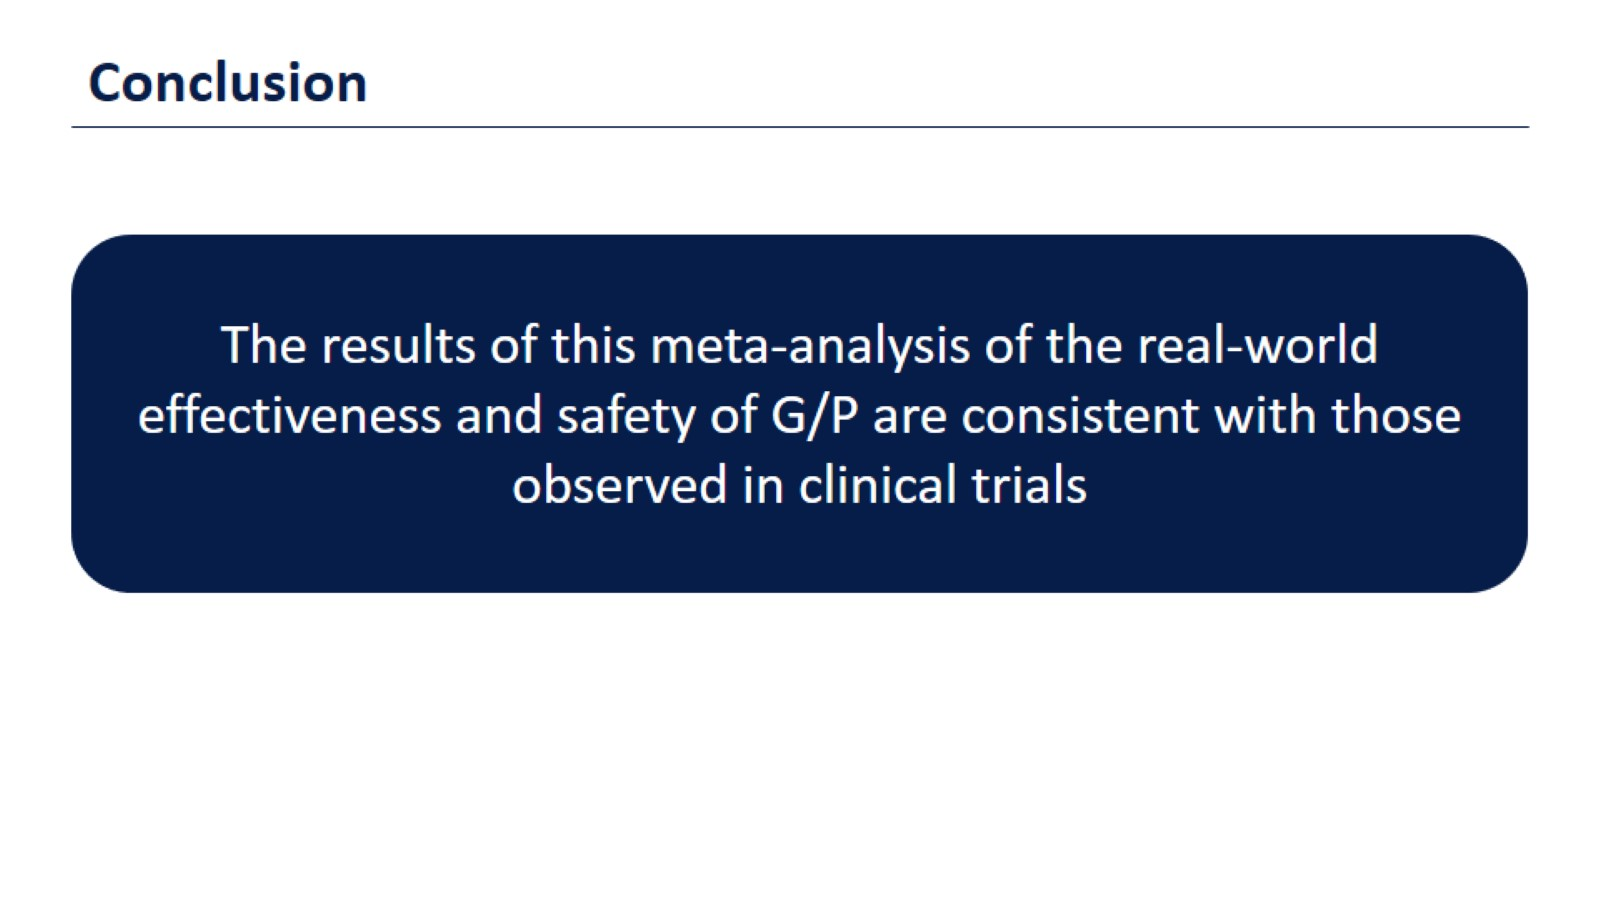 Conclusion
The results of this meta-analysis of the real-world
effectiveness and safety of G/P are consistent with those
observed in clinical trials